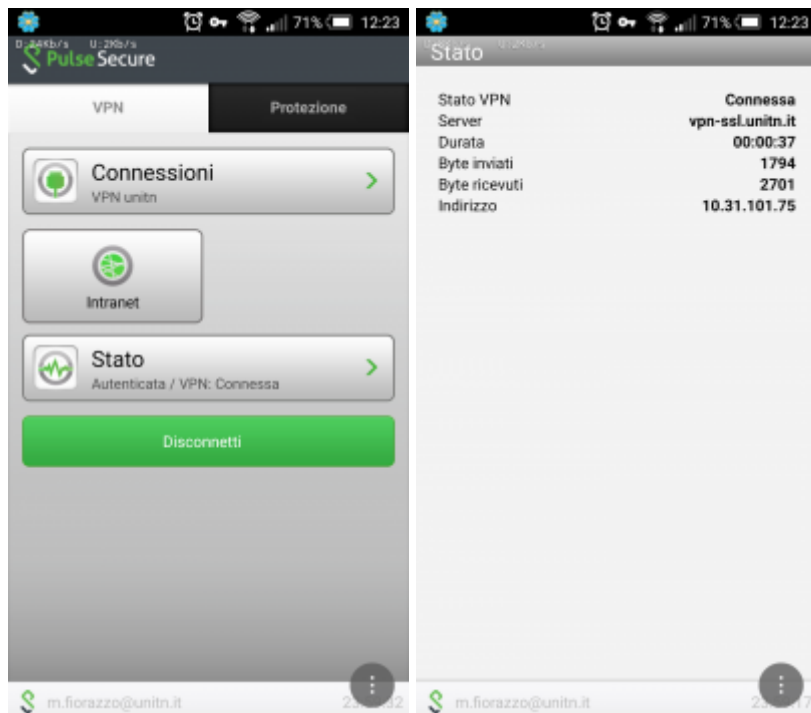 71% 12:23
U:2Kb/s
Pulse Secure
VPN
Protezione
Connessioni
VPN unitn
Intranet
Stato
Autenticata / VPN: Connessa
Disconnetti
m.fiorazzo@unitn.it
71% 12:23
Stato
Stato VPN Connessa
Server vpn-ssl.unitn.it
Durata 00:00:37
Byte inviati 1794
Byte ricevuti 2701
Indirizzo 10.31.101.75
m.fiorazzo@unitn.it